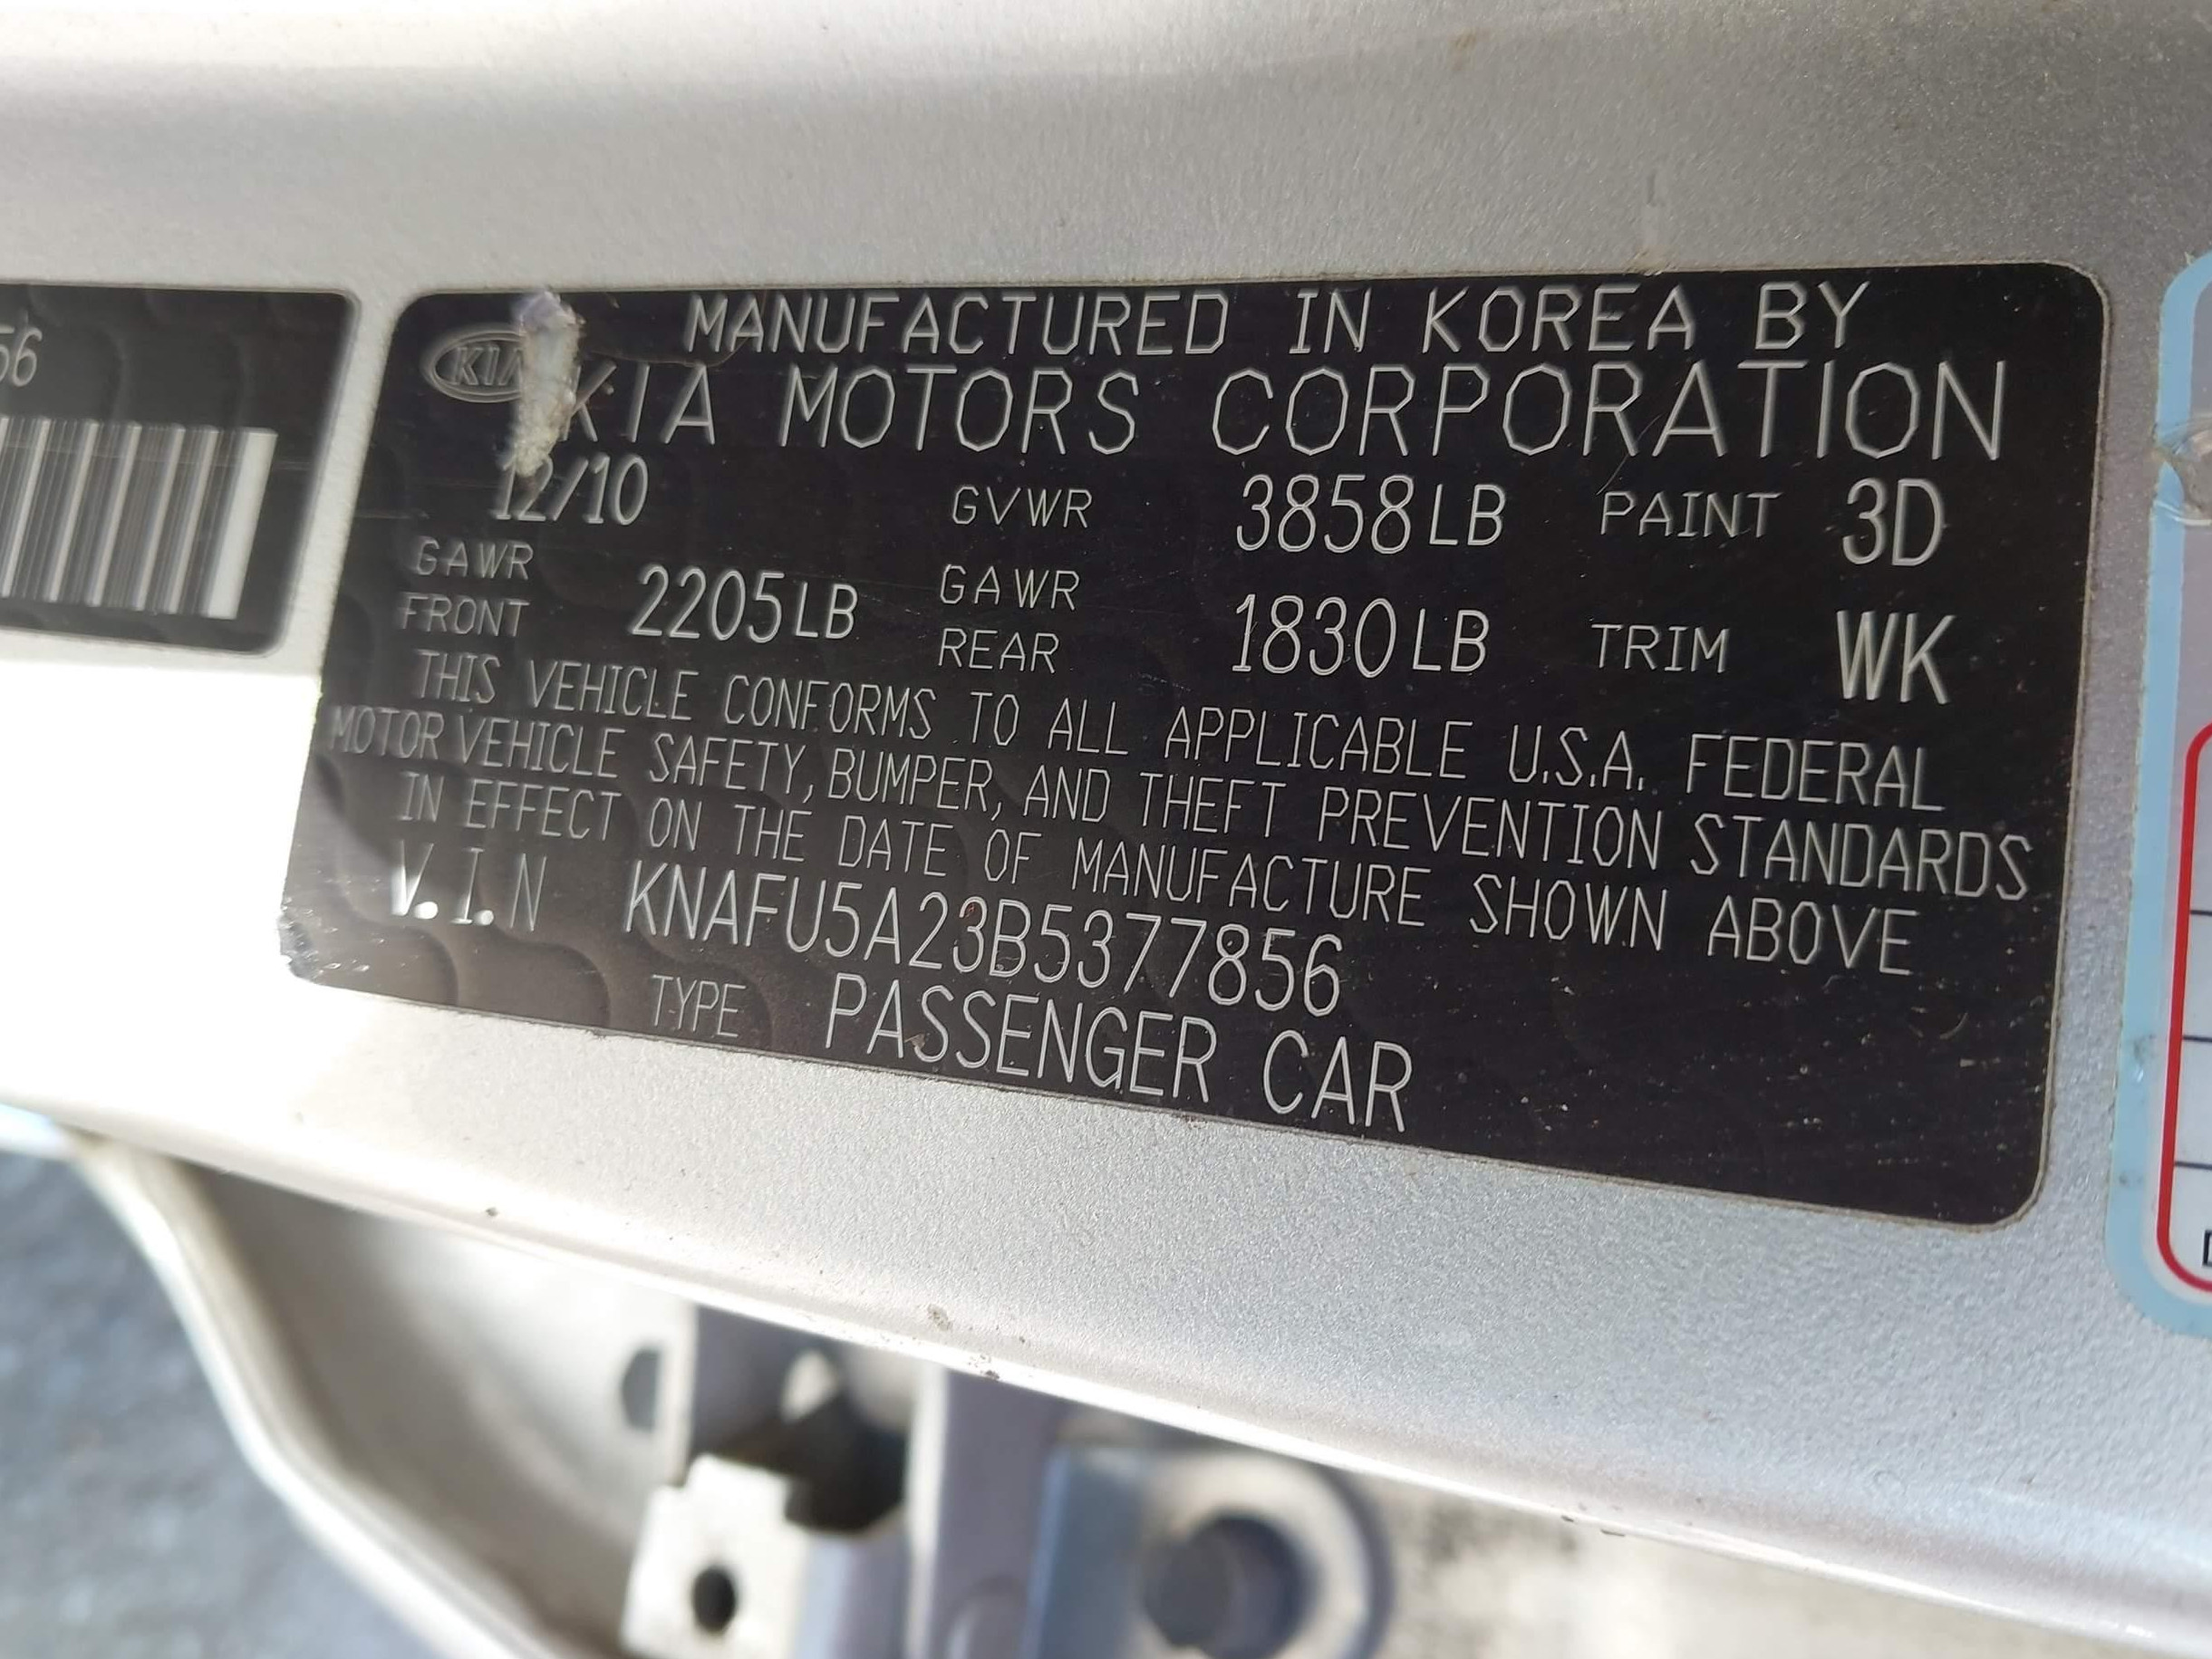 56
KIA
MANUFACTURED IN KOREA BY
KIA MOTORS CORPORATION
12/10 GVWR 3858LB PAINT 3D
GAWR FRONT 2205LB GAWR REAR 1830LB TRIM WK
THIS VEHICLE CONFORMS TO ALL APPLICABLE U.S.A. FEDERAL
MOTOR VEHICLE SAFETY, BUMPER, AND THEFT PREVENTION STANDARDS
IN EFFECT ON THE DATE OF MANUFACTURE SHOWN ABOVE
V.I.N KNAFU5A23B5377856
TYPE PASSENGER CAR